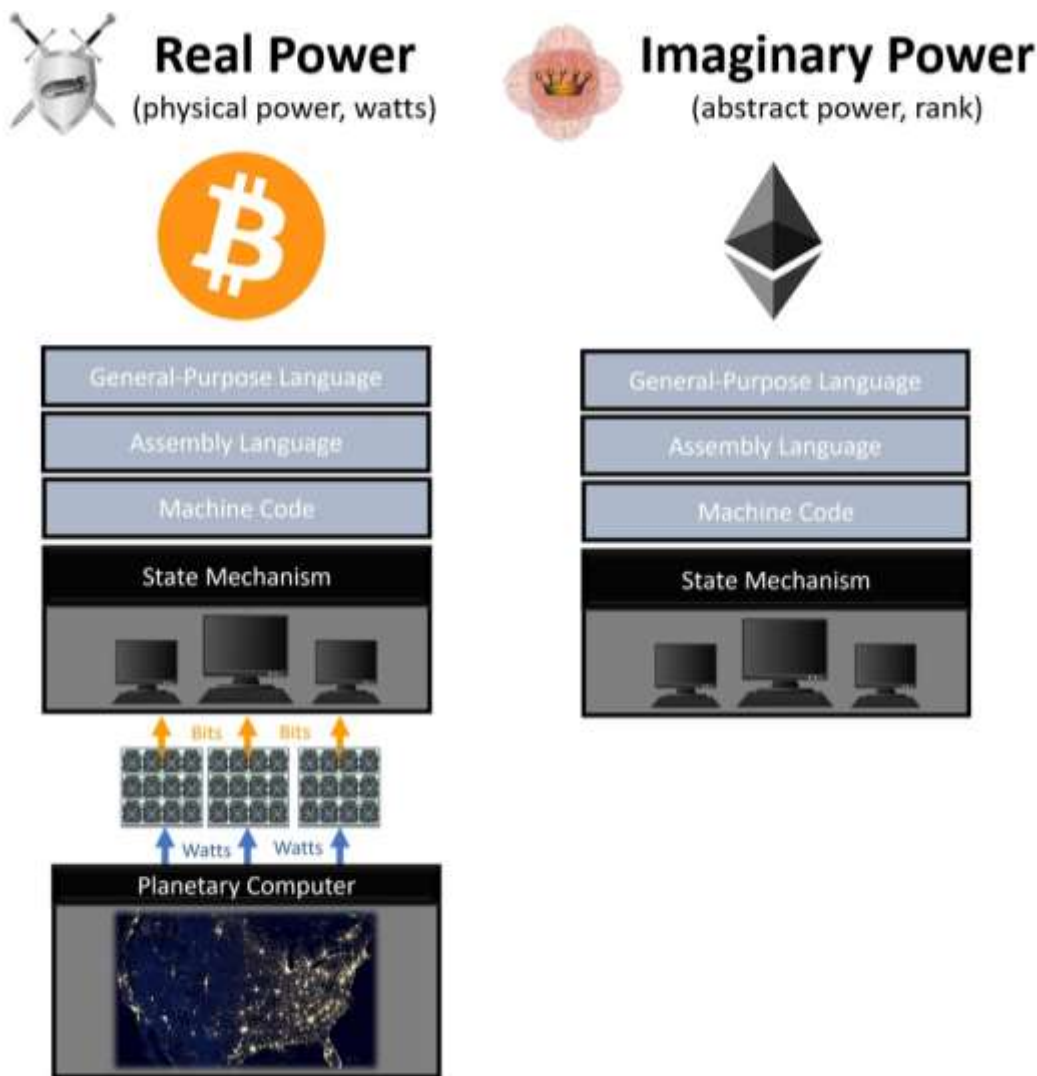 Real Power
(physical power, watts)
Imaginary Power
(abstract power, rank)
General-Purpose Language
Assembly Language
Machine Code
State Mechanism
Bits Bits
Watts Watts
Planetary Computer
General-Purpose Language
Assembly Language
Machine Code
State Mechanism